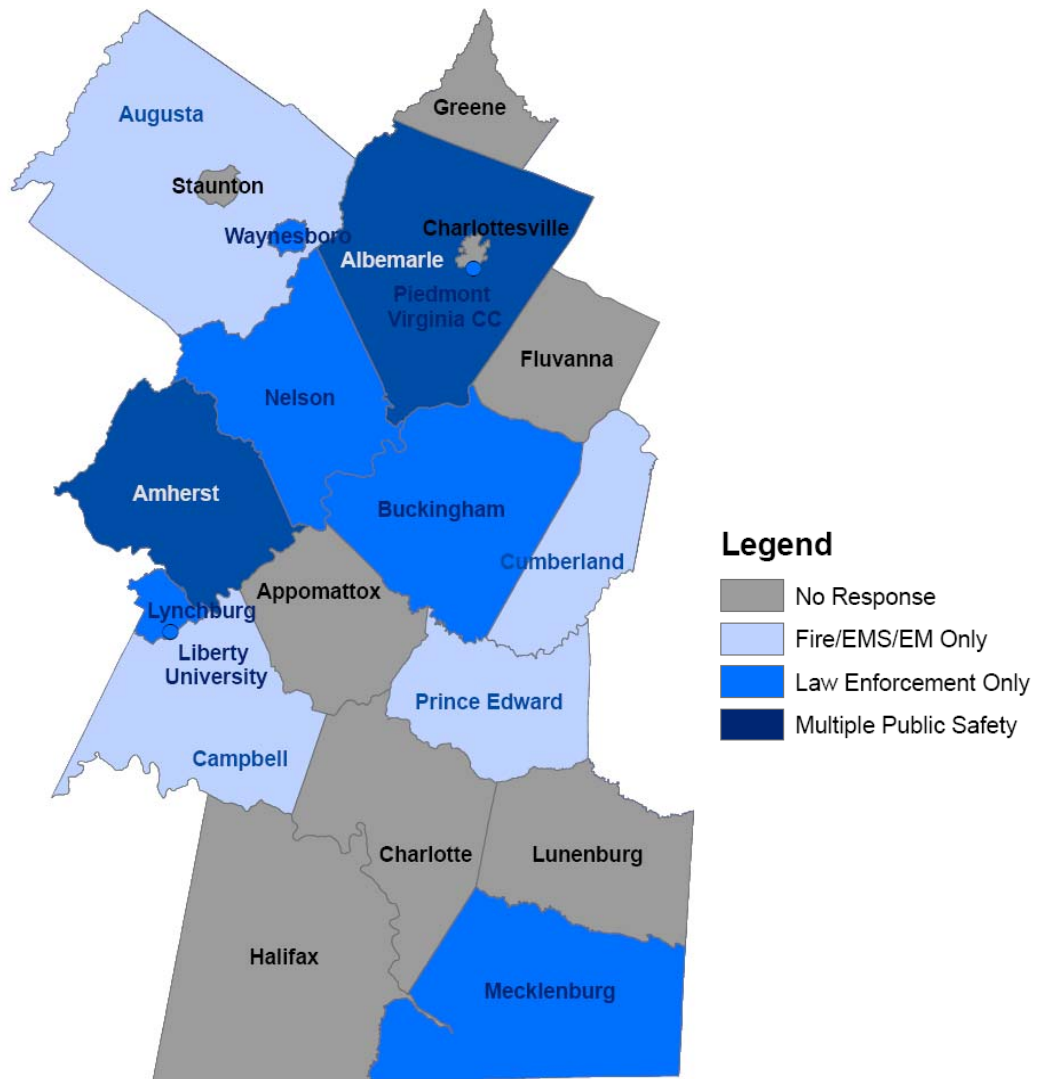 Greene
Augusta
Staunton
Charlottesville
Waynesboro
Albemarle
Piedmont
Virginia CC
Fluvanna
Nelson
Amherst
Buckingham
Cumberland
Appomattox
Lynchburg
Liberty
University
Prince Edward
Campbell
Charlotte
Lunenburg
Halifax
Mecklenburg
Legend
No Response
Fire/EMS/EM Only
Law Enforcement Only
Multiple Public Safety